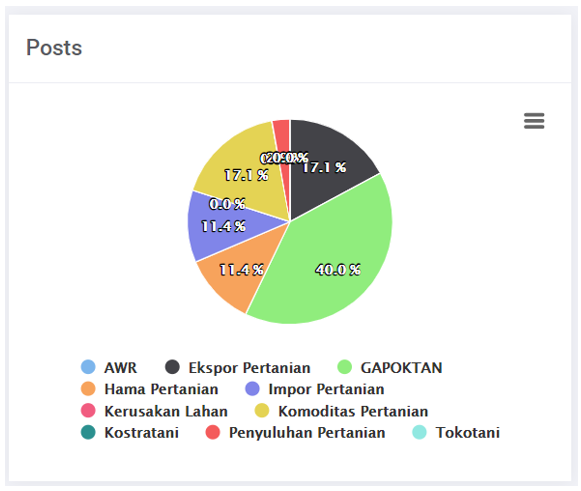 Posts
17.1 %
17.1 %
0.0 %
11.4 %
11.4 %
40.0 %
AWR Ekspor Pertanian GAPOKTAN
Hama Pertanian Impor Pertanian
Kerusakan Lahan Komoditas Pertanian
Kostratani Penyuluhan Pertanian Tokotani